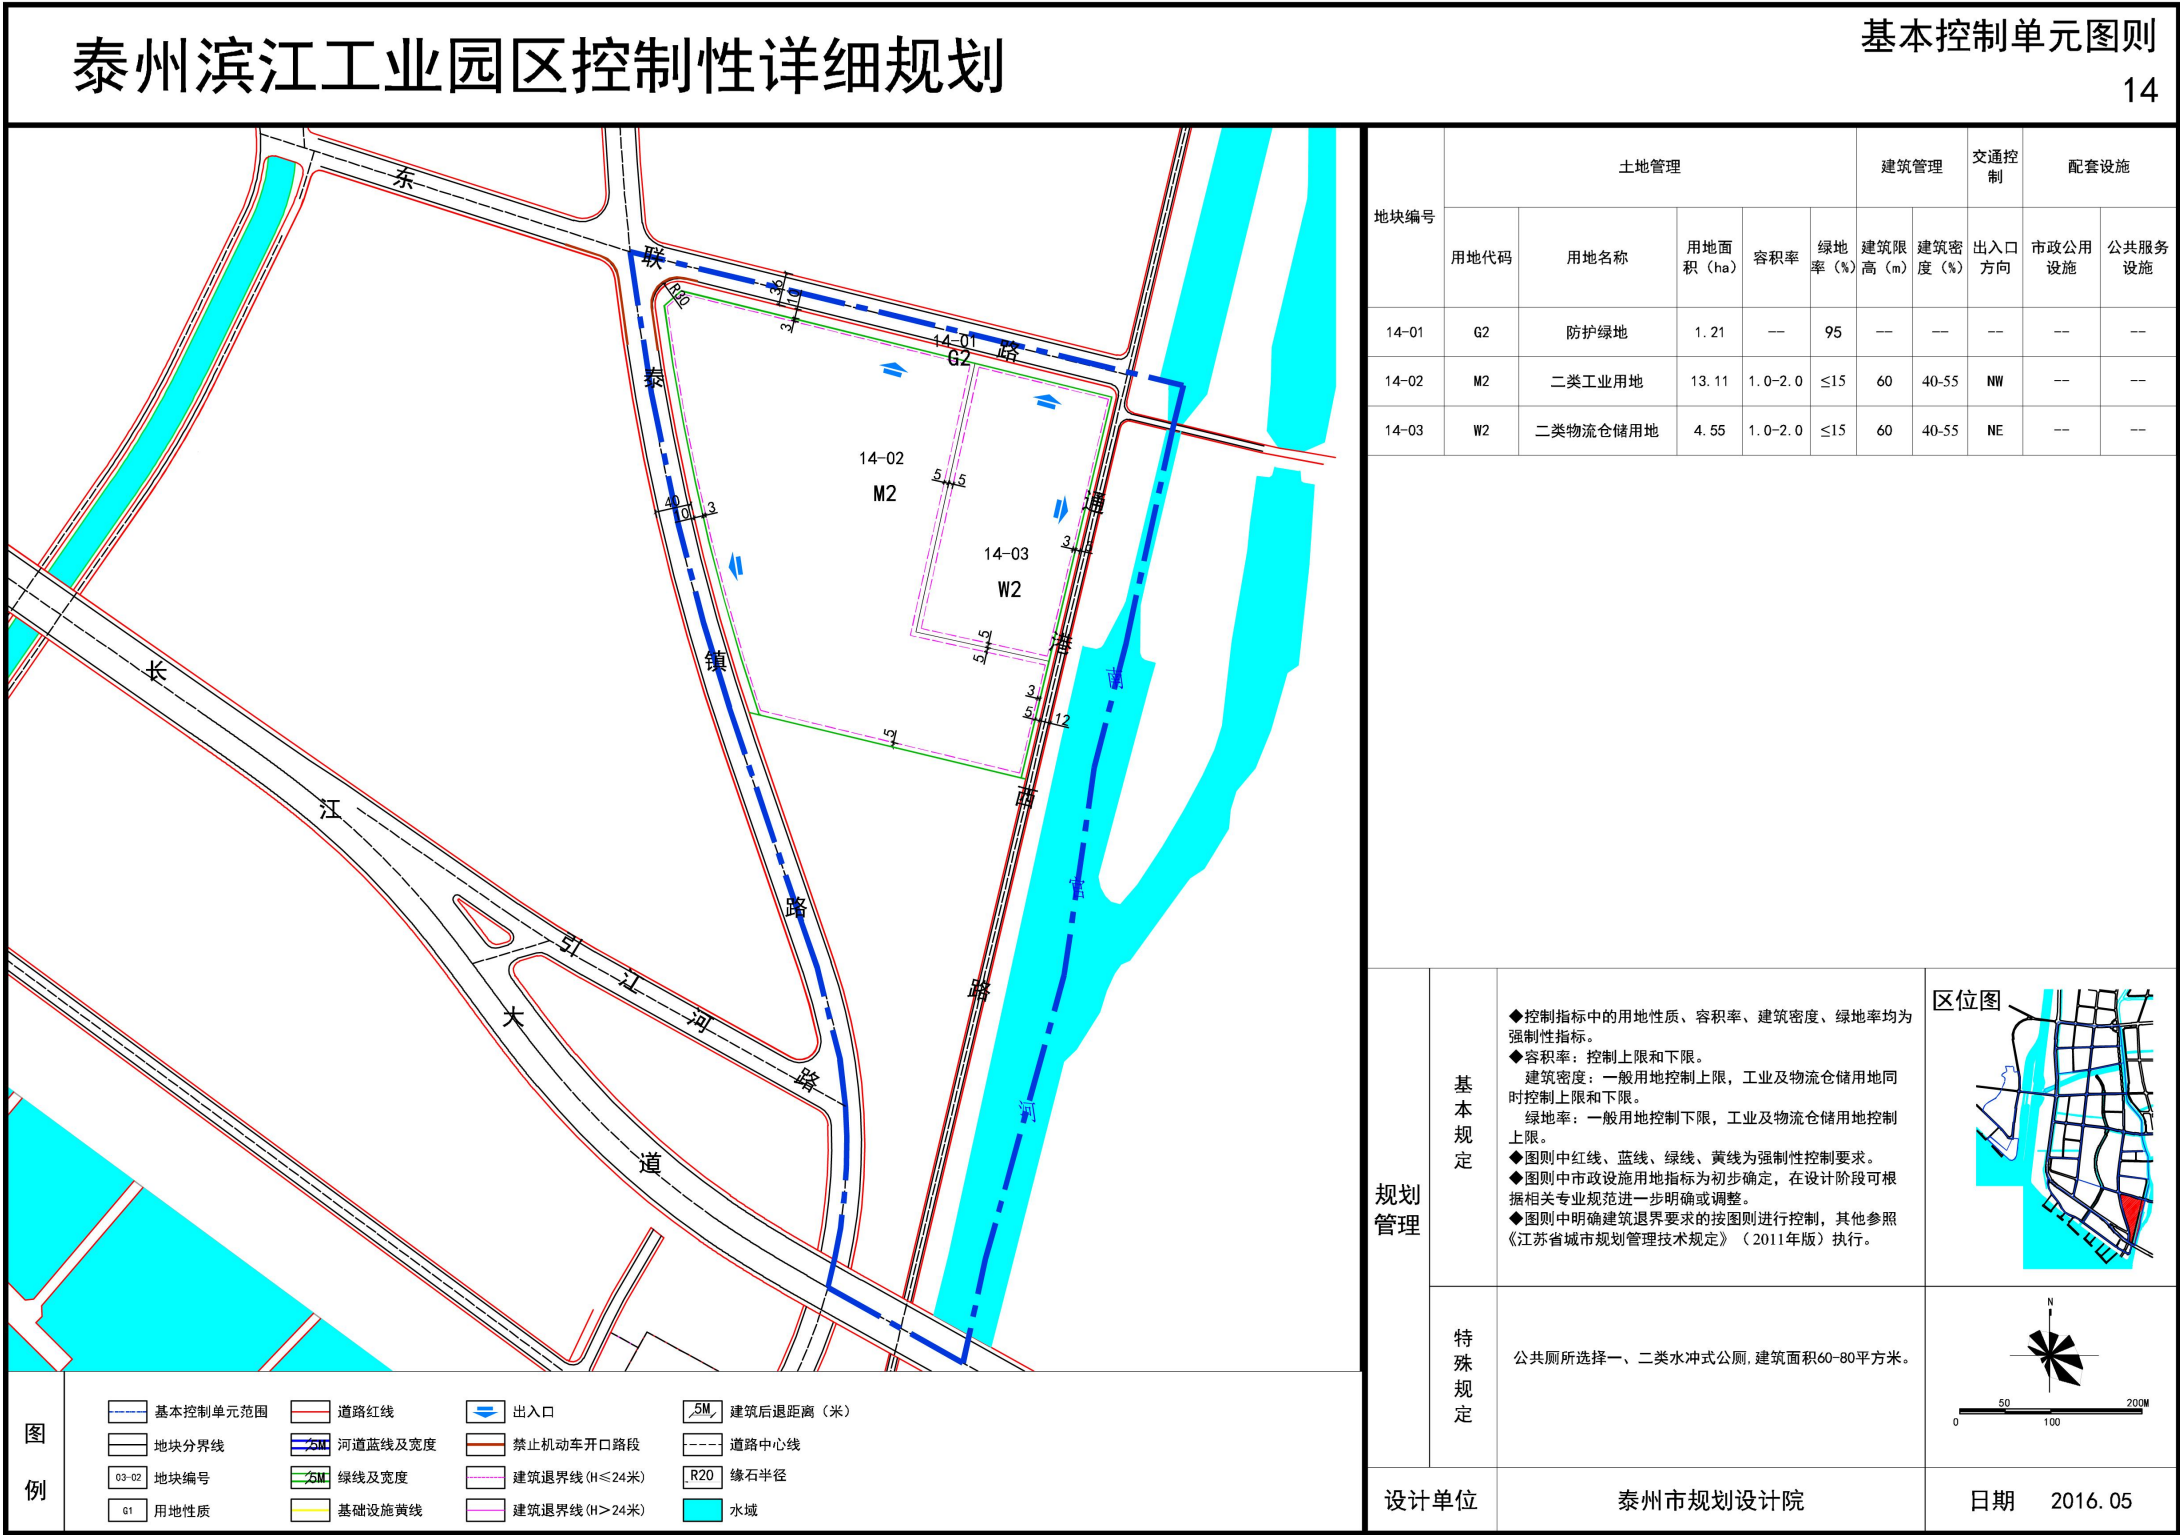 泰州滨江工业园区控制性详细规划
基本控制单元图则
14
东
联
路
泰
镇
路
通
港
西
路
长
江
大
道
引
江
河
路
R30
36
10
3
14-01
G2
14-02
M2
14-03
W2
5
5
40
10
3
3
5
5
3
5
12
5
南
河
地块编号
土地管理
建筑管理
交通控制
配套设施
用地代码
用地名称
用地面积（ha）
容积率
绿地率（%）
建筑限高（m）
建筑密度（%）
出入口方向
市政公用设施
公共服务设施
14-01 G2 防护绿地 1.21 -- 95 -- -- -- -- --
14-02 M2 二类工业用地 13.11 1.0-2.0 ≤15 60 40-55 NW -- --
14-03 W2 二类物流仓储用地 4.55 1.0-2.0 ≤15 60 40-55 NE -- --
规划管理
基本规定
◆控制指标中的用地性质、容积率、建筑密度、绿地率均为
强制性指标。
◆容积率：控制上限和下限。
建筑密度：一般用地控制上限，工业及物流仓储用地同
时控制上限和下限。
绿地率：一般用地控制下限，工业及物流仓储用地控制
上限。
◆图则中红线、蓝线、绿线、黄线为强制性控制要求。
◆图则中市政设施用地指标为初步确定，在设计阶段可根
据相关专业规范进一步明确或调整。
◆图则中明确建筑退界要求的按图则进行控制，其他参照
《江苏省城市规划管理技术规定》（2011年版）执行。
区位图
特殊规定
公共厕所选择一、二类水冲式公厕,建筑面积60-80平方米。
N
50
200M
0
100
设计单位
泰州市规划设计院
日期
2016.05
图例
基本控制单元范围
道路红线
出入口
5M 建筑后退距离（米）
地块分界线
5M 河道蓝线及宽度
禁止机动车开口路段
道路中心线
03-02 地块编号
5M 绿线及宽度
建筑退界线(H≤24米)
R20 缘石半径
G1 用地性质
基础设施黄线
建筑退界线(H＞24米)
水域